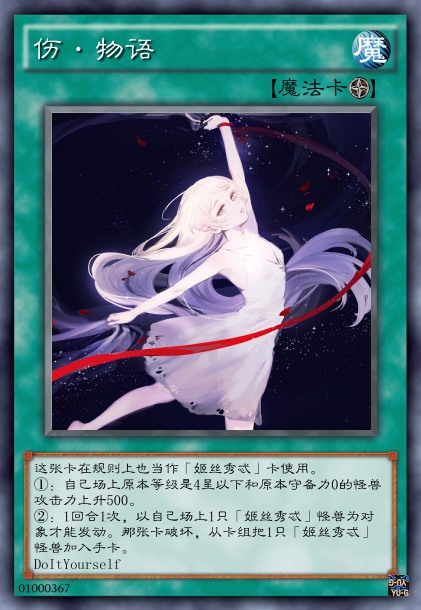 伤·物语
魔
【魔法卡】
这张卡在规则上也当作「姬丝秀忒」卡使用。
①：自己场上原本等级是4星以下和原本守备力0的怪兽
攻击力上升500。
②：1回合1次，以自己场上1只「姬丝秀忒」怪兽为对
象才能发动。那张卡破坏，从卡组把1只「姬丝秀忒」
怪兽加入手卡。
DoItYourself
01000367